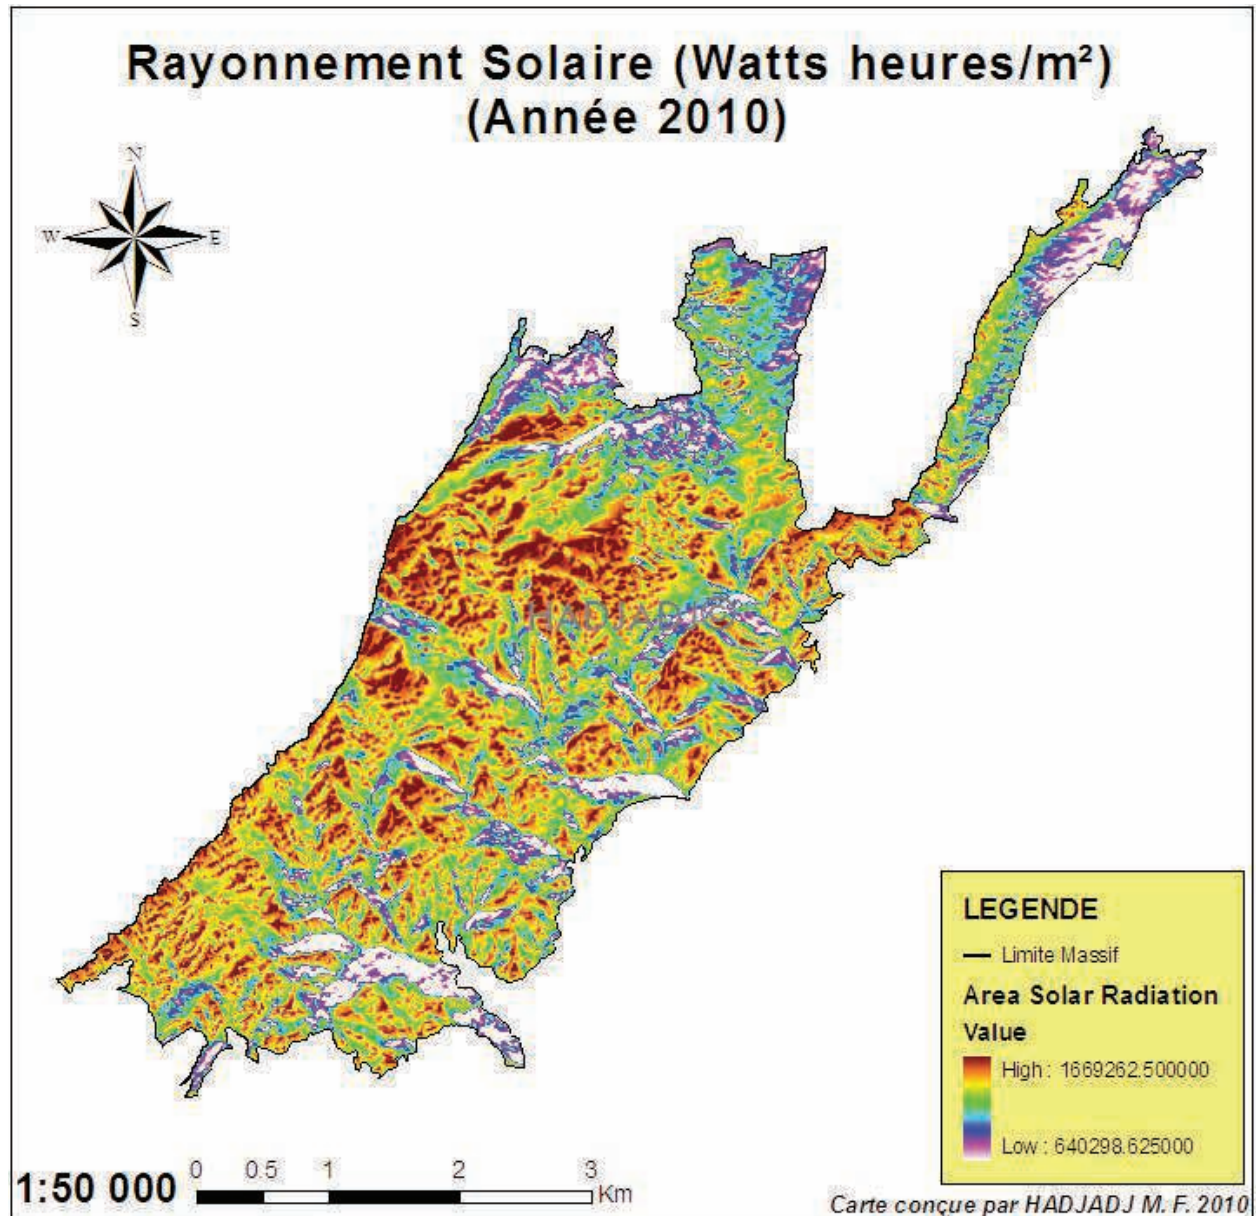 Rayonnement Solaire (Watts heures/m²)
(Année 2010)
N
W
E
S
HADJADJ
LEGENDE
Limite Massif
Area Solar Radiation
Value
High : 1669262.500000
Low : 640298.625000
1:50 000
0 0.5 1 2 3
Km
Carte conçue par HADJADJ M. F. 2010